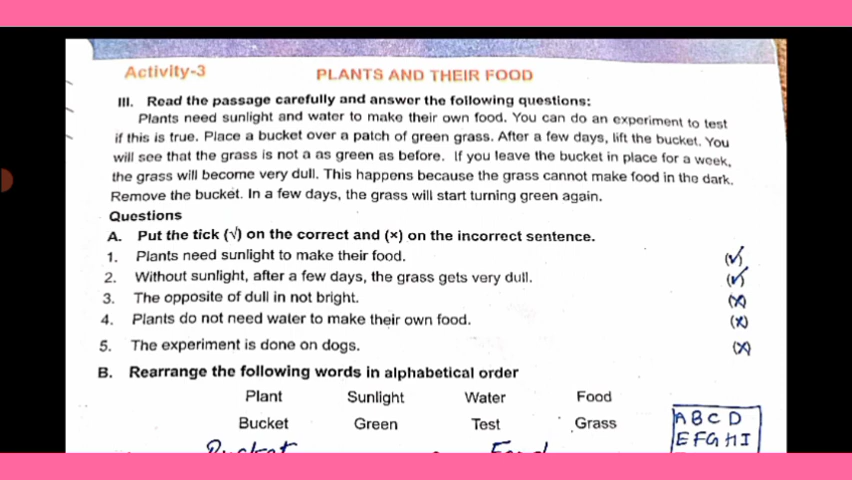 Activity-3 PLANTS AND THEIR FOOD
III. Read the passage carefully and answer the following questions:
Plants need sunlight and water to make their own food. You can do an experiment to test
if this is true. Place a bucket over a patch of green grass. After a few days, lift the bucket. You
will see that the grass is not a as green as before. If you leave the bucket in place for a week,
the grass will become very dull. This happens because the grass cannot make food in the dark.
Remove the bucket. In a few days, the grass will start turning green again.
Questions
A. Put the tick (√) on the correct and (×) on the incorrect sentence.
1. Plants need sunlight to make their food. (✓)
2. Without sunlight, after a few days, the grass gets very dull. (✓)
3. The opposite of dull in not bright. (×)
4. Plants do not need water to make their own food. (×)
5. The experiment is done on dogs. (×)
B. Rearrange the following words in alphabetical order
Plant Sunlight Water Food
Bucket Green Test Grass
A B C D
E F G H I
Bucket Food